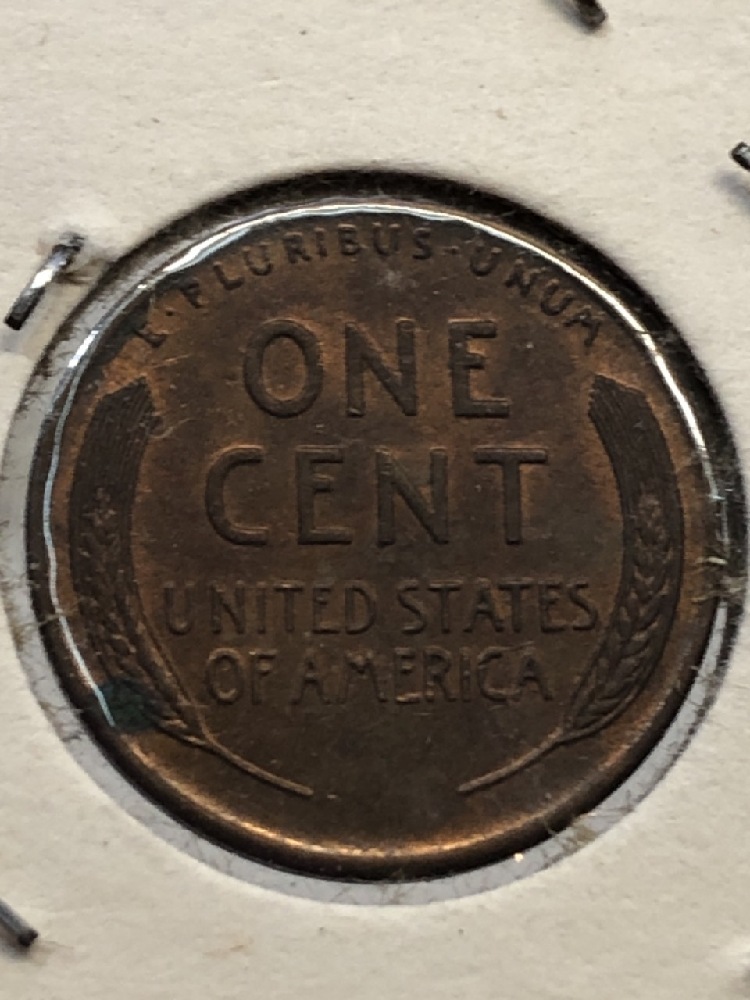 E · PLURIBUS · UNUM
ONE
CENT
UNITED STATES
OF AMERICA